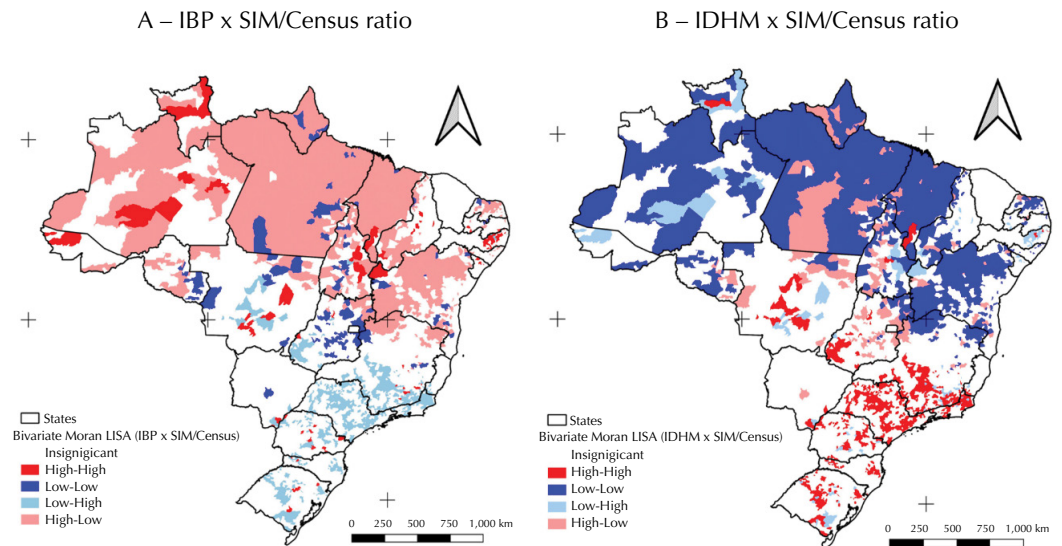 A – IBP x SIM/Census ratio
B – IDHM x SIM/Census ratio
States
Bivariate Moran LISA (IBP x SIM/Census)
Insignigicant
High-High
Low-Low
Low-High
High-Low
0 250 500 750 1,000 km
States
Bivariate Moran LISA (IDHM x SIM/Census)
Insignigicant
High-High
Low-Low
Low-High
High-Low
0 250 500 750 1,000 km